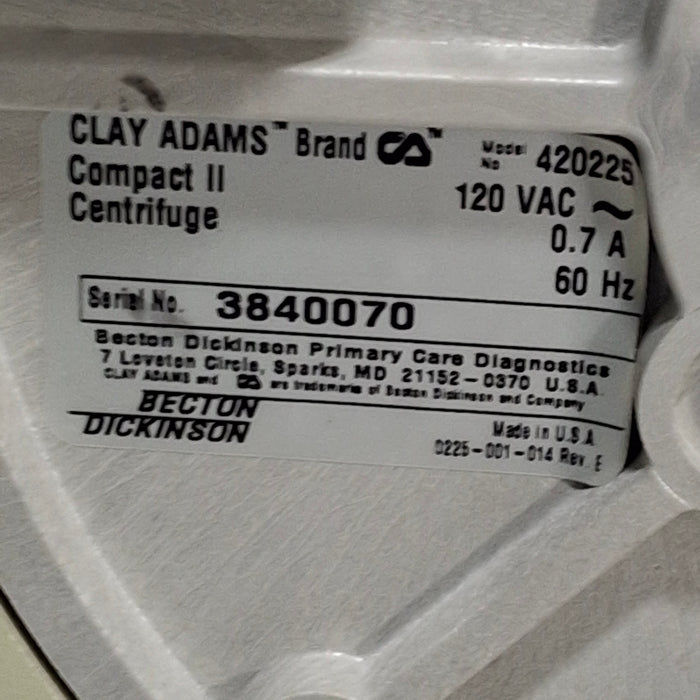 CLAY ADAMS™ Brand CA™ Model No 420225
Compact II 120 VAC ~
Centrifuge 0.7 A
60 Hz
Serial No. 3840070
Becton Dickinson Primary Care Diagnostics
7 Loveton Circle, Sparks, MD 21152-0370 U.S.A.
CLAY ADAMS and CA are trademarks of Becton Dickinson and Company
BECTON
DICKINSON
Made in U.S.A.
0225-001-014 Rev. E